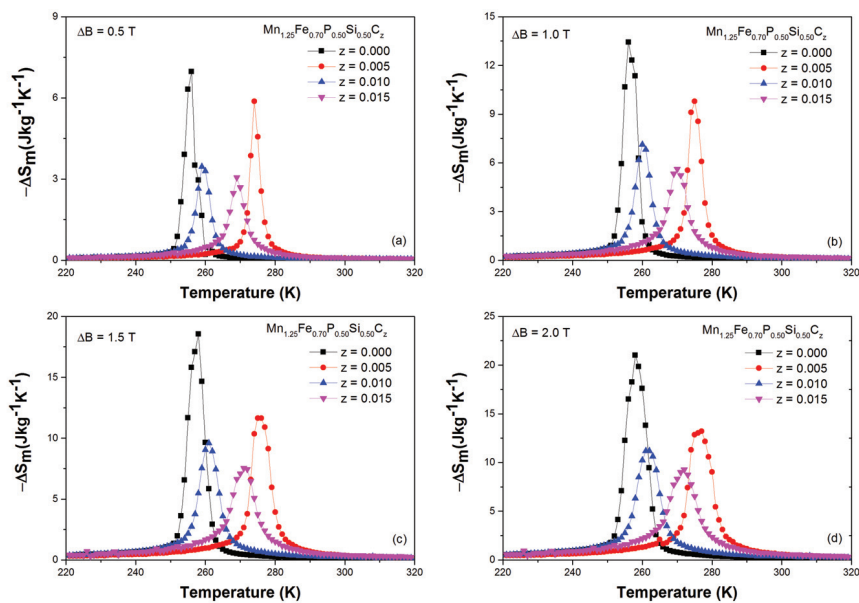 ΔB = 0.5 T
Mn1.25Fe0.70P0.50Si0.50Cz
z = 0.000
z = 0.005
z = 0.010
z = 0.015
(a)
−ΔSm(Jkg-1K-1)
9
6
3
0
220 240 260 280 300 320
Temperature (K)
ΔB = 1.0 T
Mn1.25Fe0.70P0.50Si0.50Cz
z = 0.000
z = 0.005
z = 0.010
z = 0.015
(b)
−ΔSm(Jkg-1K-1)
-15
12
9
6
3
0
220 240 260 280 300 320
Temperature (K)
ΔB = 1.5 T
Mn1.25Fe0.70P0.50Si0.50Cz
z = 0.000
z = 0.005
z = 0.010
z = 0.015
(c)
−ΔSm(Jkg-1K-1)
20
15
10
5
0
220 240 260 280 300 320
Temperature (K)
ΔB = 2.0 T
Mn1.25Fe0.70P0.50Si0.50Cz
z = 0.000
z = 0.005
z = 0.010
z = 0.015
(d)
−ΔSm(Jkg-1K-1)
25
20
15
10
5
0
220 240 260 280 300 320
Temperature (K)